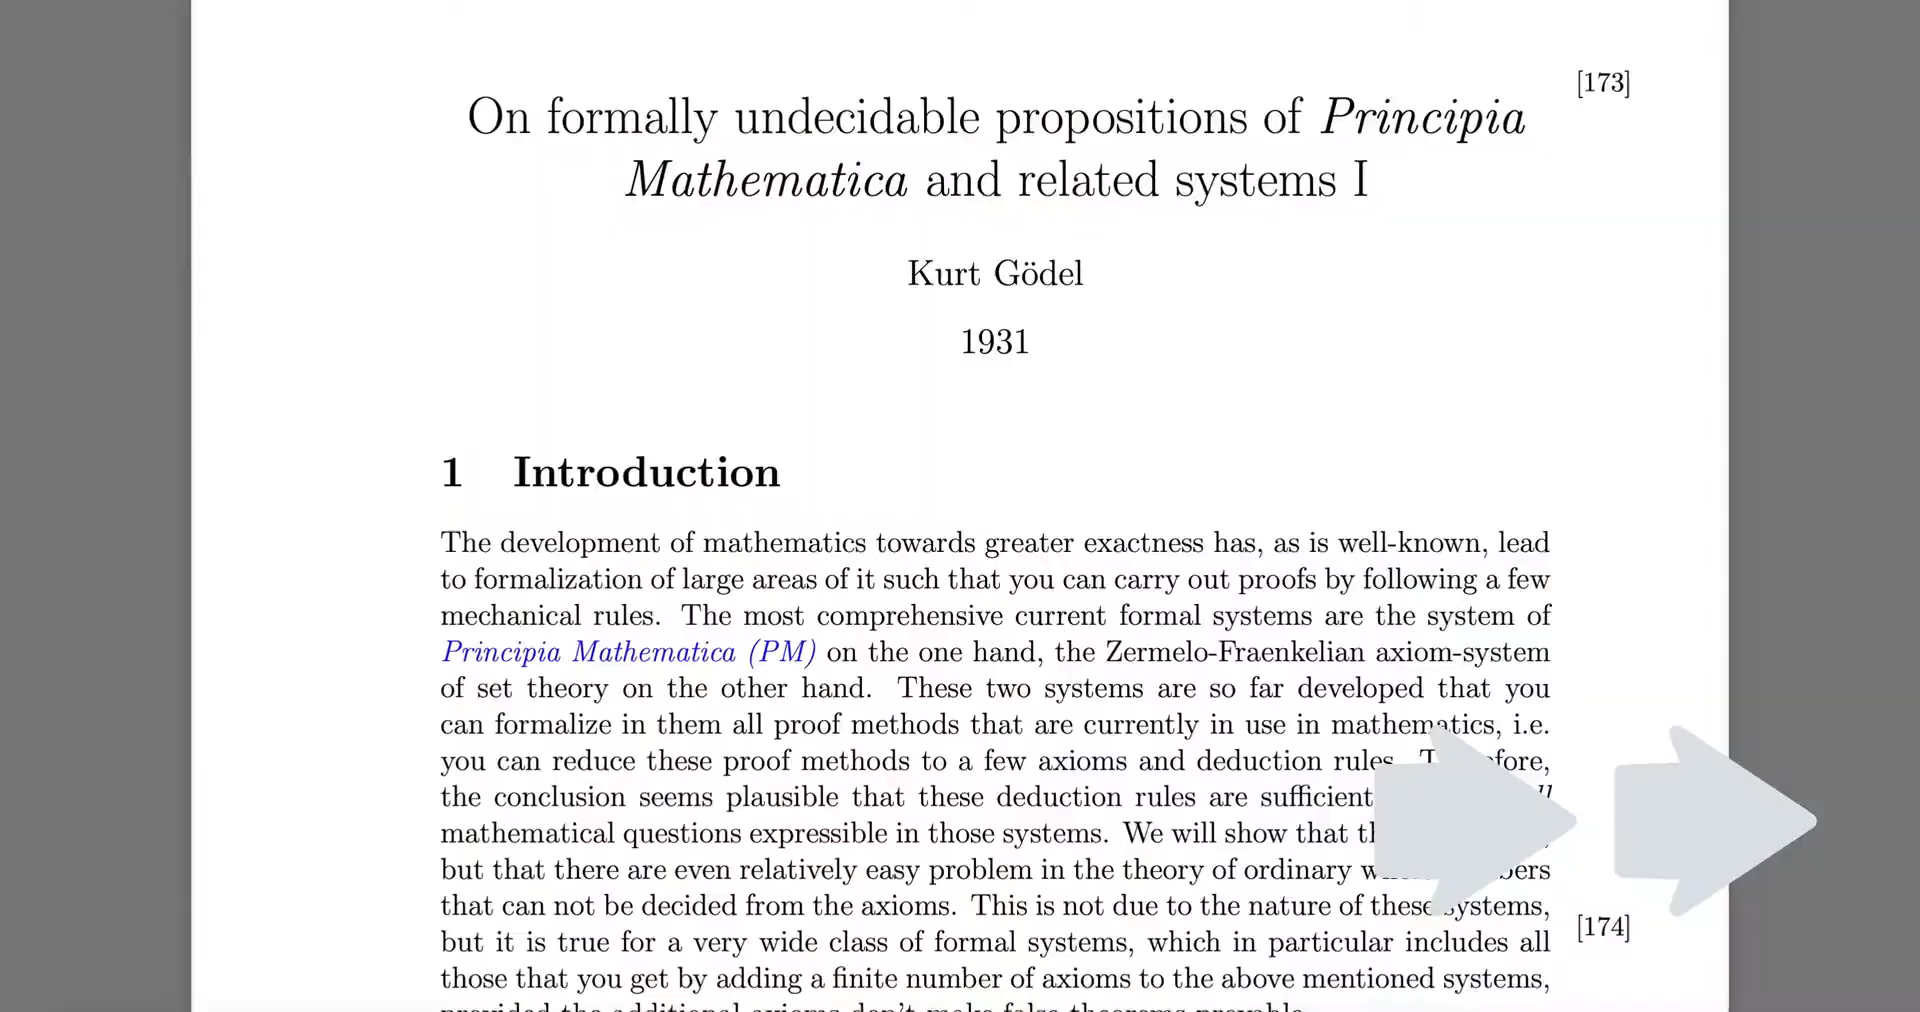 [173]
On formally undecidable propositions of Principia
Mathematica and related systems I
Kurt Gödel
1931
1 Introduction
The development of mathematics towards greater exactness has, as is well-known, lead
to formalization of large areas of it such that you can carry out proofs by following a few
mechanical rules. The most comprehensive current formal systems are the system of
Principia Mathematica (PM) on the one hand, the Zermelo-Fraenkelian axiom-system
of set theory on the other hand. These two systems are so far developed that you
can formalize in them all proof methods that are currently in use in mathematics, i.e.
you can reduce these proof methods to a few axioms and deduction rules.
the conclusion seems plausible that these deduction rules are sufficient
mathematical questions expressible in those systems. We will show that
but that there are even relatively easy problem in the theory of ordinary
that can not be decided from the axioms. This is not due to the nature of these systems,
[174]
but it is true for a very wide class of formal systems, which in particular includes all
those that you get by adding a finite number of axioms to the above mentioned systems,
provided the additional axioms don't make false theorems provable.